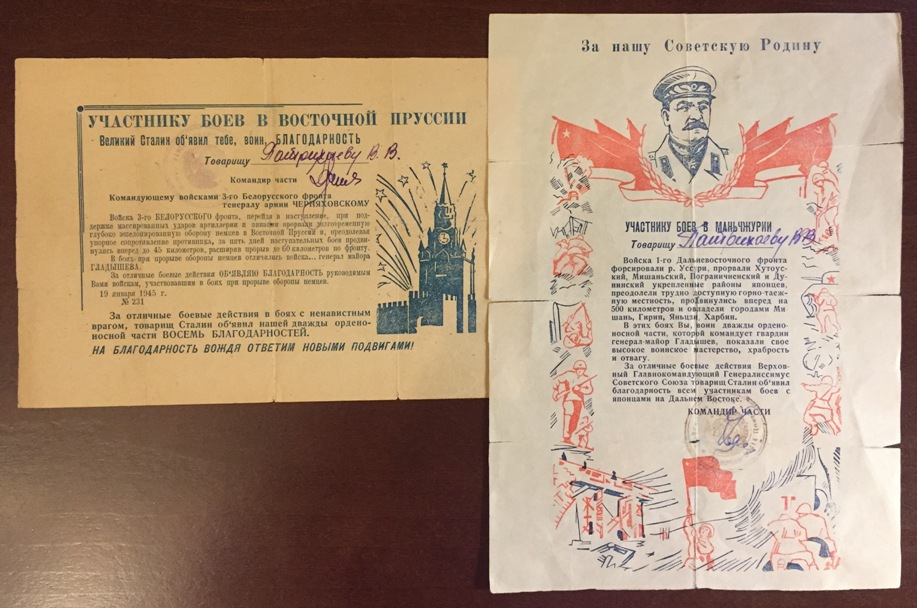 УЧАСТНИКУ БОЕВ В ВОСТОЧНОЙ ПРУССИИ
Великий Сталин об'явил тебе, воин, БЛАГОДАРНОСТЬ
Товарищу Патрикееву В. В.
Командир части
Командующему войсками 3-го Белорусского фронта
генералу армии ЧЕРНЯХОВСКОМУ
Войска 3-го БЕЛОРУССКОГО фронта, перейдя в наступление, при под-
держке массированных ударов артиллерии и авиации прорвали долговременную
глубоко эшелонированную оборону немцев в Восточной Пруссии и, преодолевая
упорное сопротивление противника, за пять дней наступательных боев продви-
нулись вперед до 45 километров, расширив прорыв до 60 километров по фронту.
В боях при прорыве обороны немцев отличились войска... генерал майора
ГЛАДЫШЕВА.
За отличные боевые действия ОБ'ЯВЛЯЮ БЛАГОДАРНОСТЬ руководимым
Вами войскам, участвовавшим в боях при прорыве обороны немцев.
19 января 1945 г.
№ 231
За отличные боевые действия в боях с ненавистным
врагом, товарищ Сталин об'явил нашей дважды ордено-
носной части ВОСЕМЬ БЛАГОДАРНОСТЕЙ.
НА БЛАГОДАРНОСТЬ ВОЖДЯ ОТВЕТИМ НОВЫМИ ПОДВИГАМИ!
За нашу Советскую Родину
УЧАСТНИКУ БОЕВ В МАНЬЧЖУРИИ
Товарищу Патрикееву В.В.
Войска 1-го Дальневосточного фронта
форсировали р. Уссури, прорвали Хутоус-
кий, Мишаньский, Пограничненский и Ду-
нинский укрепленные районы японцев,
преодолели трудно доступную горно-таеж-
ную местность, продвинулись вперед на
500 километров и овладели городами Ми
шань, Гирин, Яньцзи, Харбин.
В этих боях Вы, воин дважды ордено-
носной части, которой командует гвардии
генерал-майор Гладышев, показали свое
высокое воинское мастерство, храбрость
и отвагу.
За отличные боевые действия Верхов-
ный Главнокомандующий Генералиссимус
Советского Союза товарищ Сталин об'явил
благодарность всем участникам боев с
японцами на Дальнем Востоке.
КОМАНДИР ЧАСТИ